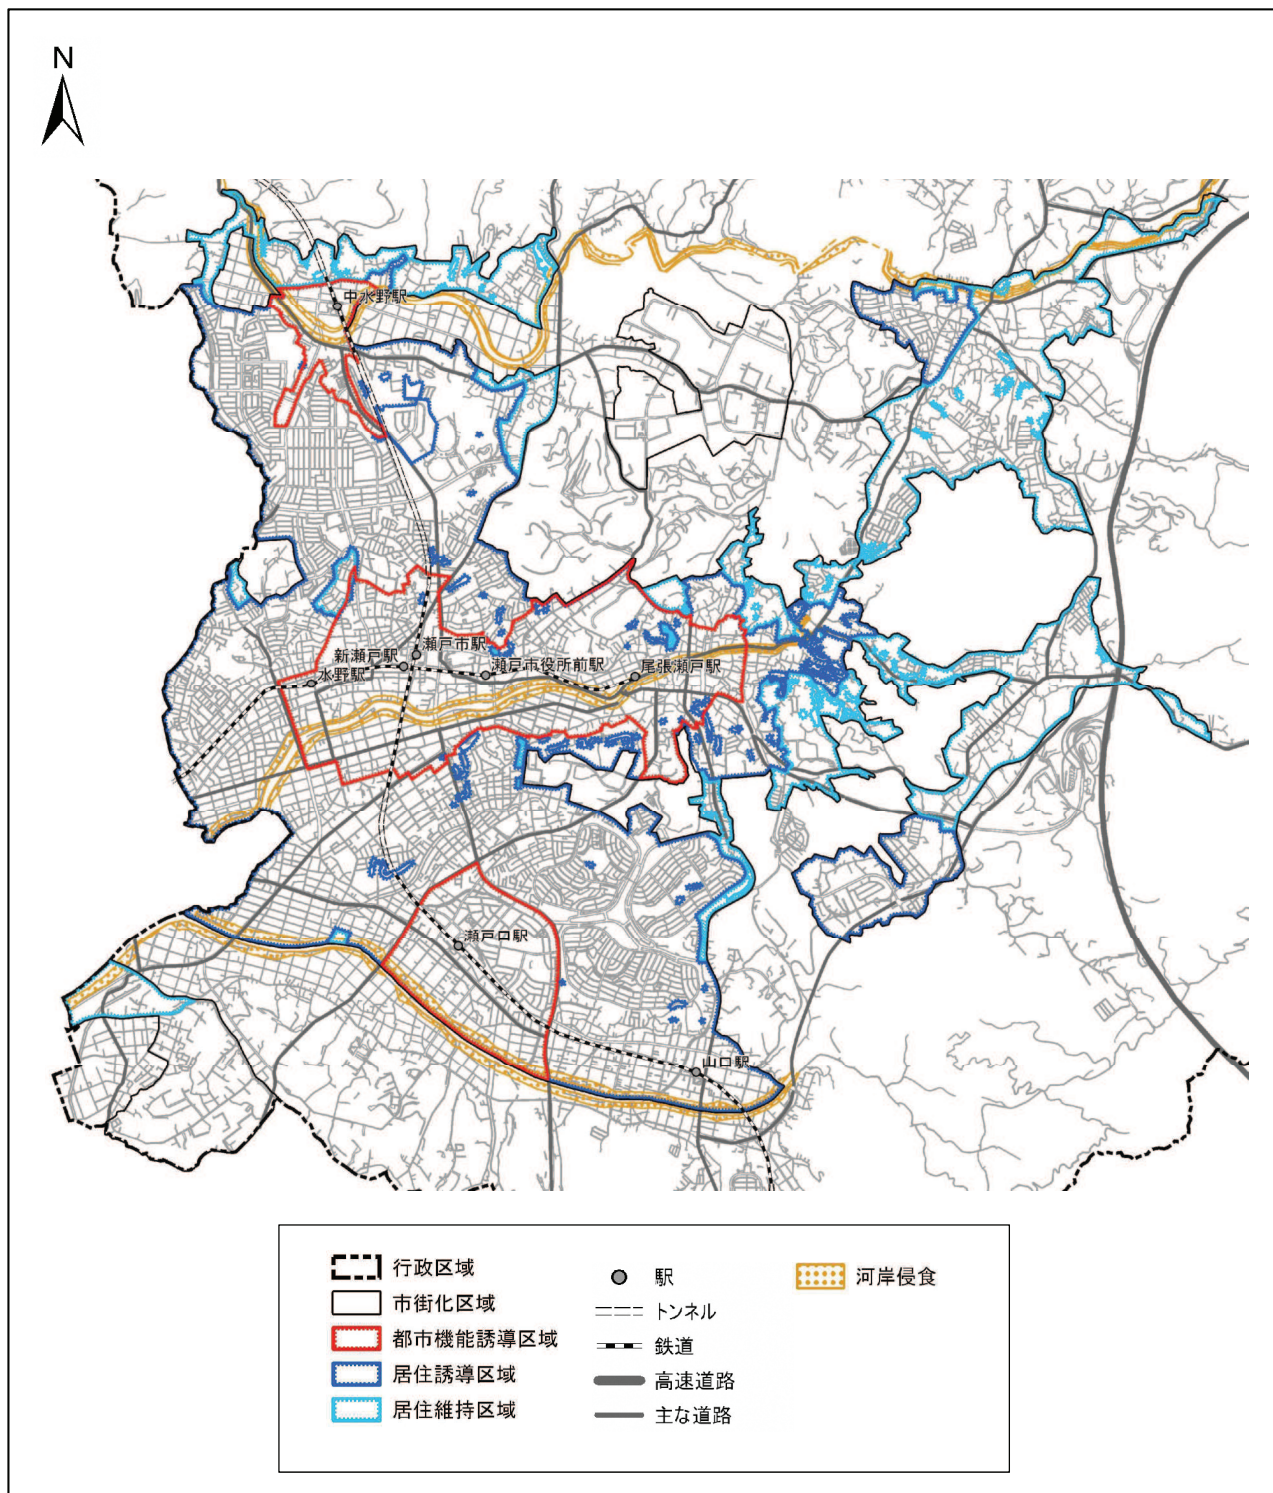 N
中水野駅
瀬戸市駅
新瀬戸駅
水野駅
瀬戸市役所前駅
尾張瀬戸駅
瀬戸口駅
山口駅
行政区域
市街化区域
都市機能誘導区域
居住誘導区域
居住維持区域
駅
トンネル
鉄道
高速道路
主な道路
河岸侵食